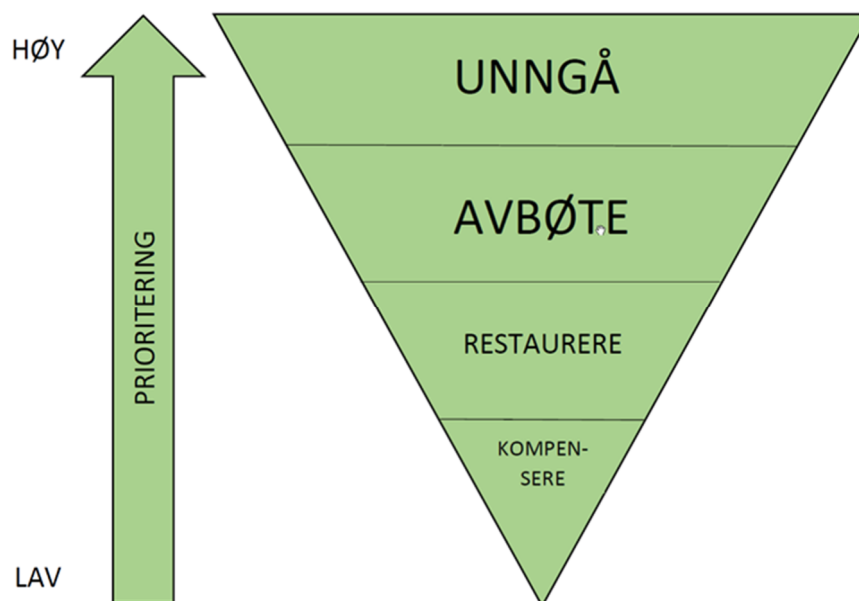 HØY
UNNGÅ
AVBØTE
PRIORITERING
RESTAURERE
KOMPEN-
SERE
LAV